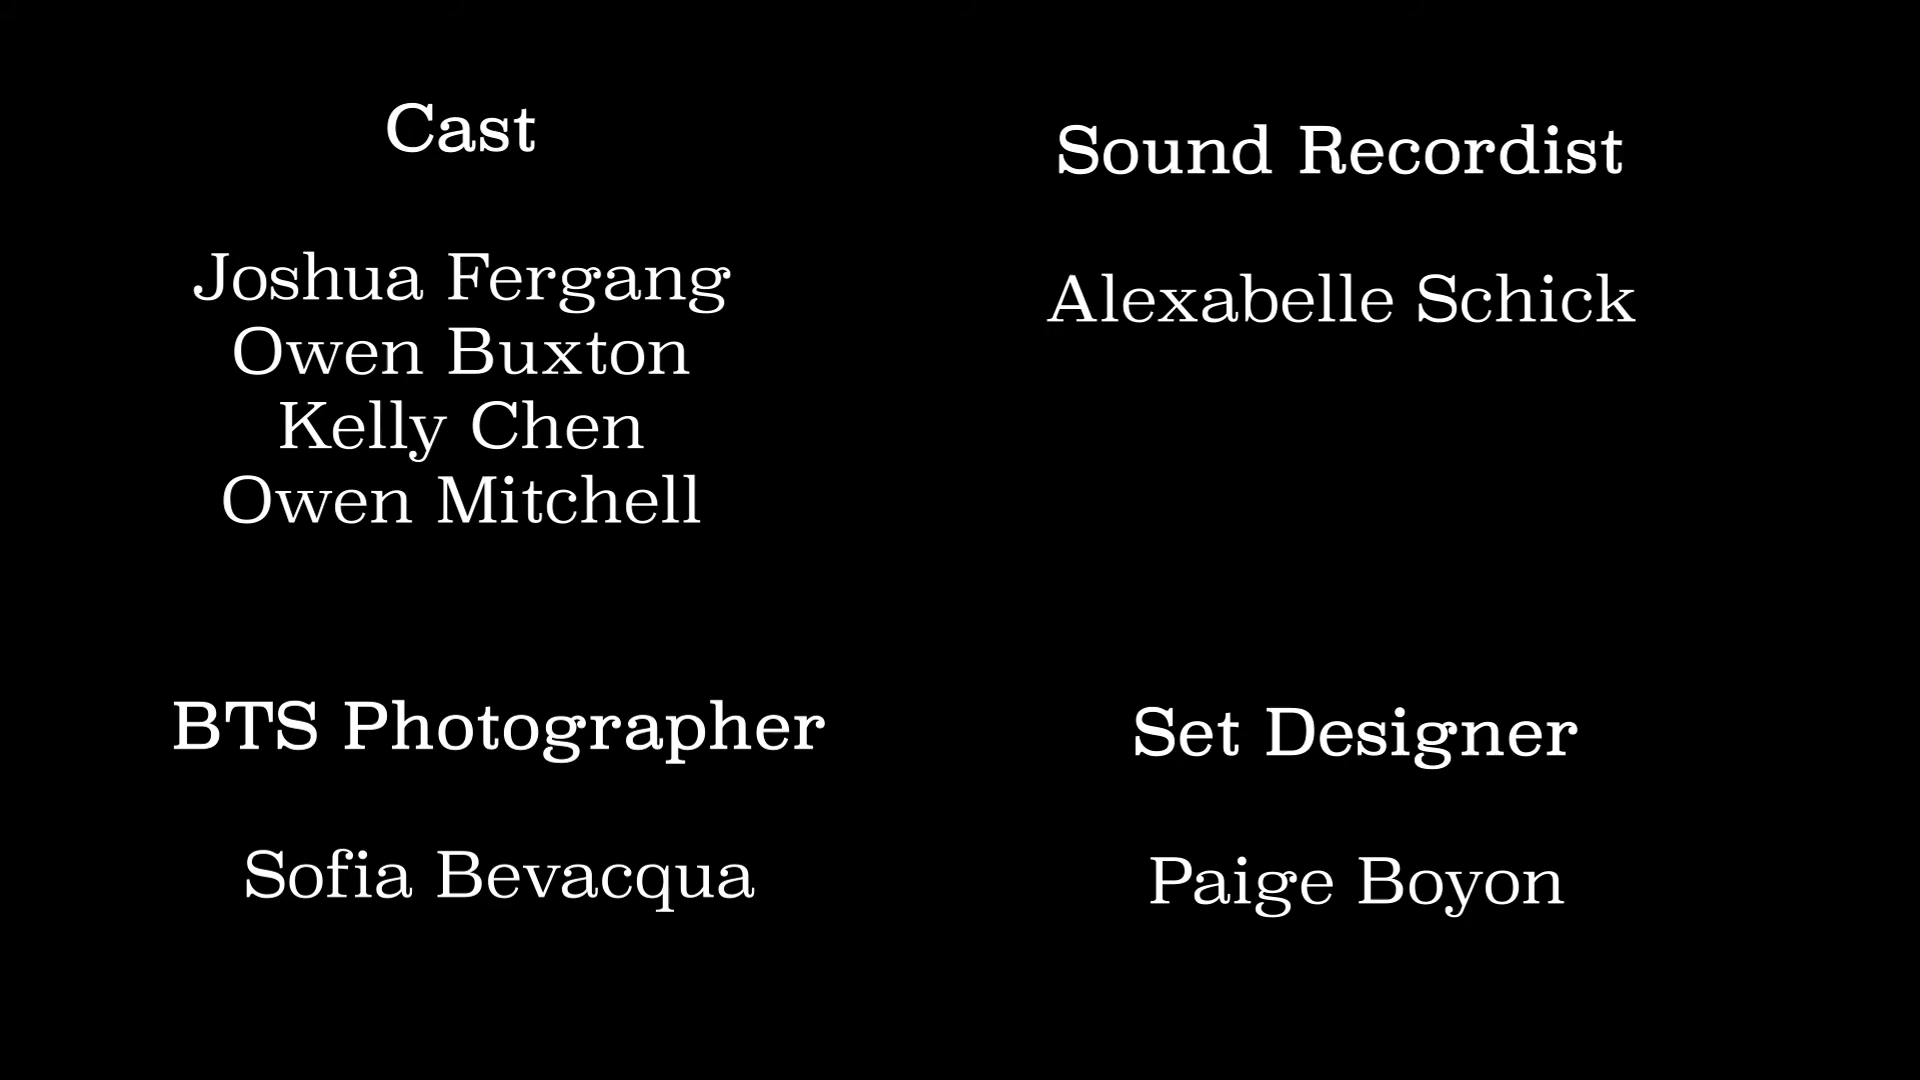 Cast
Joshua Fergang
Owen Buxton
Kelly Chen
Owen Mitchell
Sound Recordist
Alexabelle Schick
BTS Photographer
Sofia Bevacqua
Set Designer
Paige Boyon